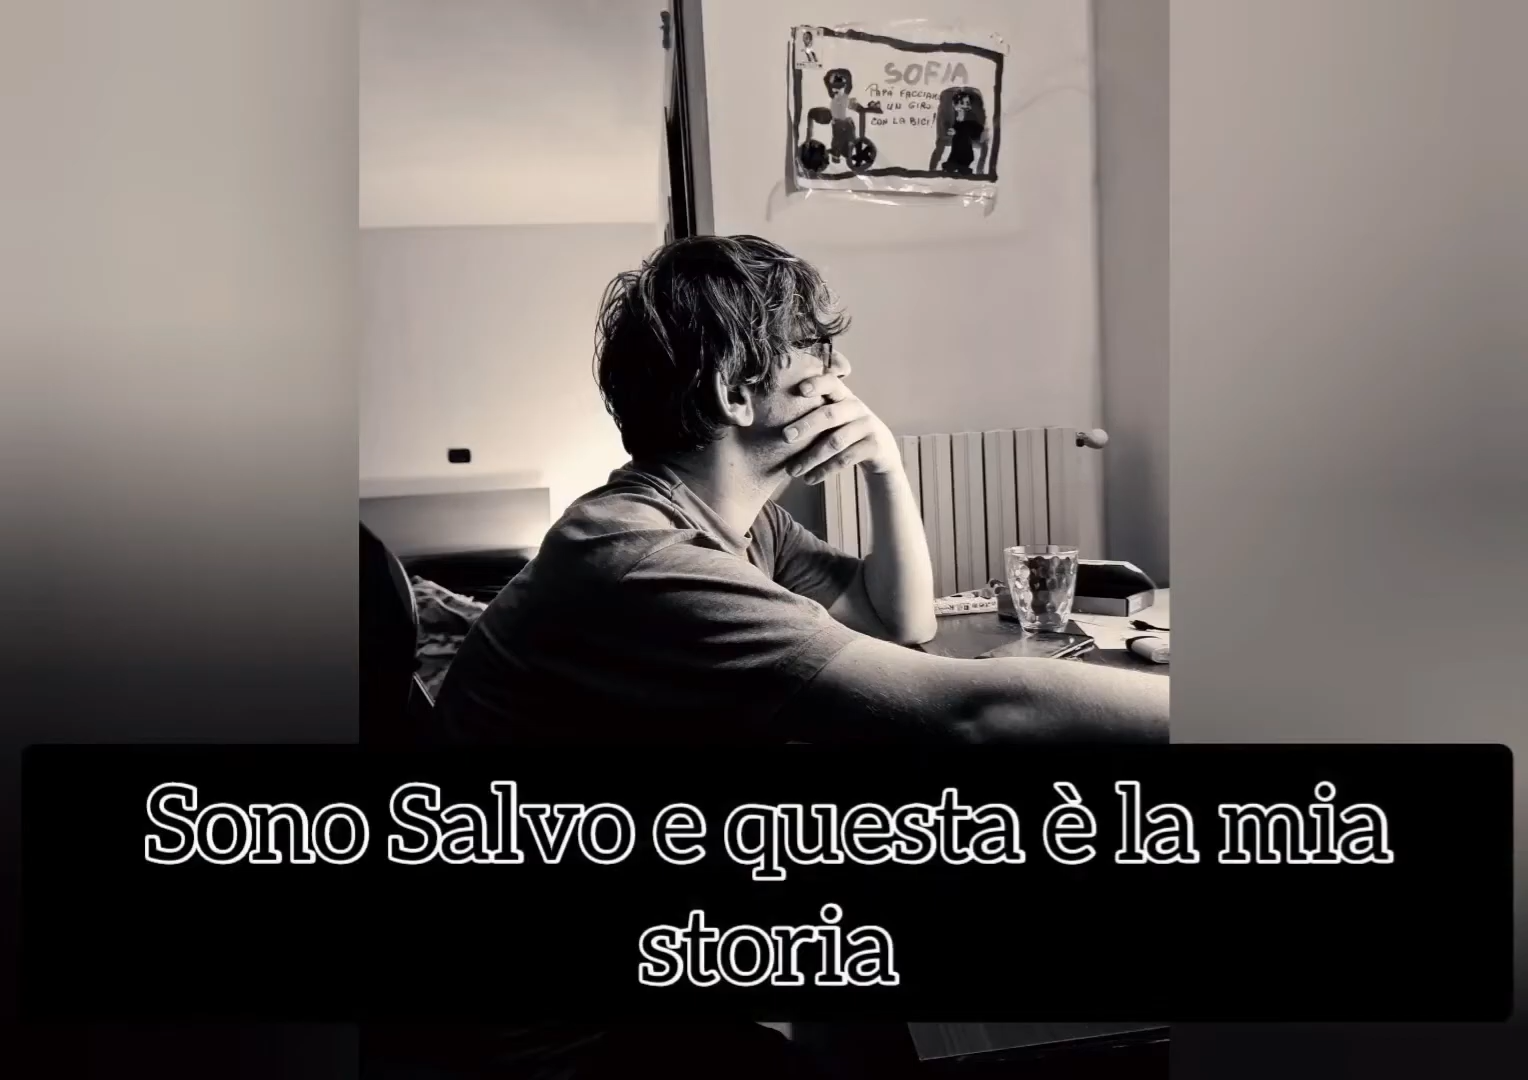 SOFIA
PAPÀ FACCIAMO
UN GIRO
CON LA BICI!
Sono Salvo e questa è la mia
storia